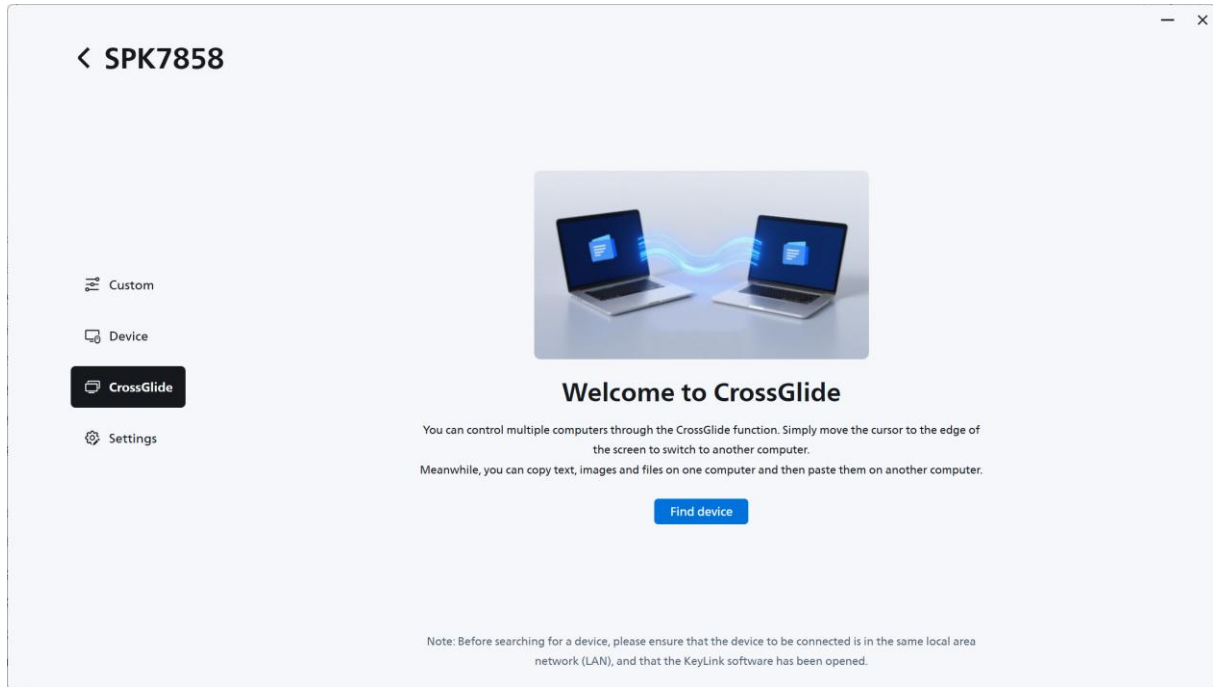 SPK7858
Custom
Device
CrossGlide
Settings
Welcome to CrossGlide
You can control multiple computers through the CrossGlide function. Simply move the cursor to the edge of
the screen to switch to another computer.
Meanwhile, you can copy text, images and files on one computer and then paste them on another computer.
Find device
Note: Before searching for a device, please ensure that the device to be connected is in the same local area
network (LAN), and that the KeyLink software has been opened.